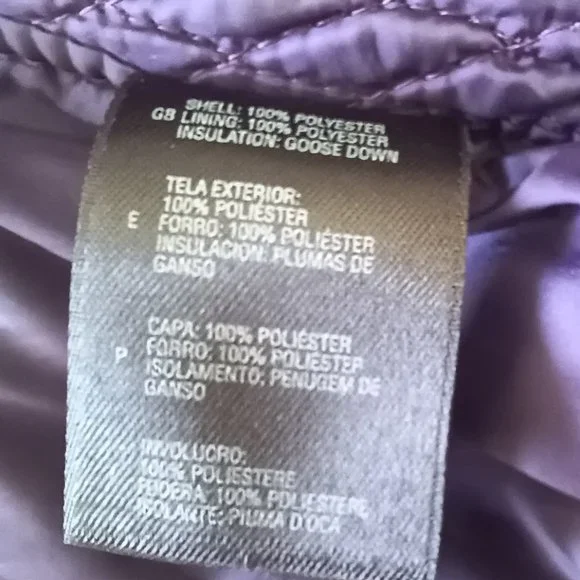 SHELL: 100% POLYESTER
GB LINING: 100% POLYESTER
INSULATION: GOOSE DOWN
TELA EXTERIOR:
100% POLIÉSTER
E FORRO: 100% POLIÉSTER
INSULACIÓN: PLUMAS DE
GANSO
CAPA: 100% POLIÉSTER
P FORRO: 100% POLIÉSTER
ISOLAMENTO: PENUGEM DE
GANSO
INVOLUCRO:
100% POLIESTERE
FODERA: 100% POLIESTERE
ISOLANTE: PIUMA D'OCA